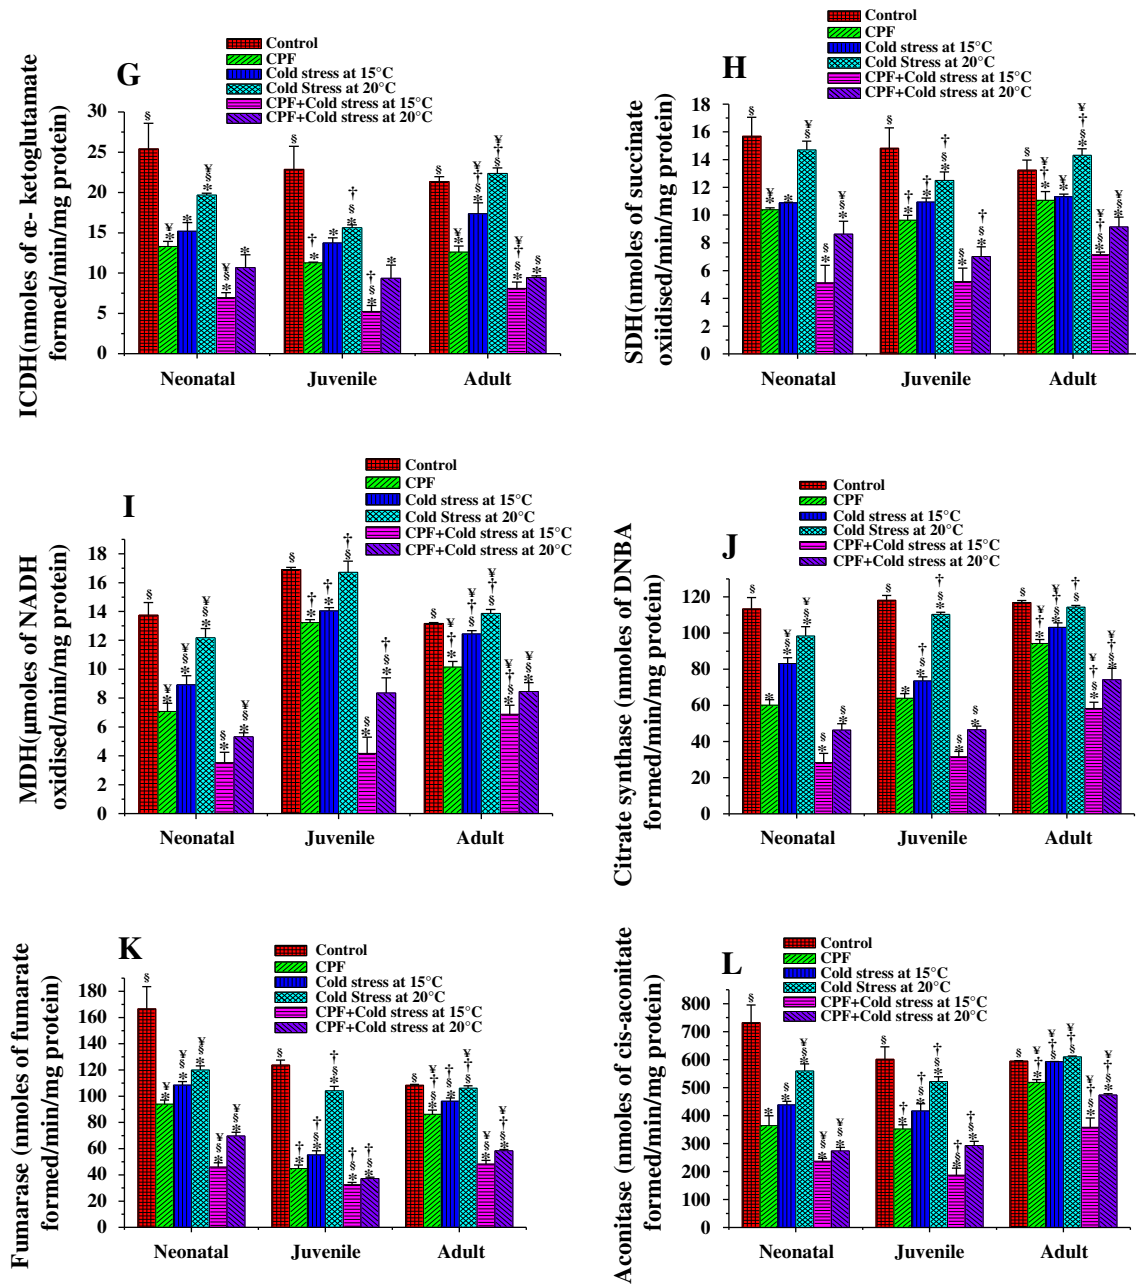 G
Control
CPF
Cold stress at 15°C
Cold Stress at 20°C
CPF+Cold stress at 15°C
CPF+Cold stress at 20°C
ICDH(nmoles of œ- ketoglutamate
formed/min/mg protein)
30
25
20
15
10
5
0
Neonatal Juvenile Adult
H
Control
CPF
Cold stress at 15°C
Cold Stress at 20°C
CPF+Cold stress at 15°C
CPF+Cold stress at 20°C
SDH(nmoles of succinate
oxiidised/min/mg protein)
18
16
14
12
10
8
6
4
2
0
Neonatal Juvenile Adult
I
Control
CPF
Cold stress at 15°C
Cold Stress at 20°C
CPF+Cold stress at 15°C
CPF+Cold stress at 20°C
MDH(µmoles of NADH
oxidised/min/mg protein)
18
16
14
12
10
8
6
4
2
0
Neonatal Juvenile Adult
J
Control
CPF
Cold stress at 15°C
Cold Stress at 20°C
CPF+Cold stress at 15°C
CPF+Cold stress at 20°C
Citrate synthase (nmoles of DNBA
formed/min/mg protein)
120
100
80
60
40
20
0
Neonatal Juvenile Adult
K
Control
CPF
Cold stress at 15°C
Cold Stress at 20°C
CPF+Cold stress at 15°C
CPF+Cold stress at 20°C
Fumarase (nmoles of fumarate
formed/min/mg protein)
180
160
140
120
100
80
60
40
20
0
Neonatal Juvenile Adult
L
Control
CPF
Cold stress at 15°C
Cold Stress at 20°C
CPF+Cold stress at 15°C
CPF+Cold stress at 20°C
Aconitase (nmoles of cis-aconitate
formed/min/mg protein)
800
700
600
500
400
300
200
100
0
Neonatal Juvenile Adult